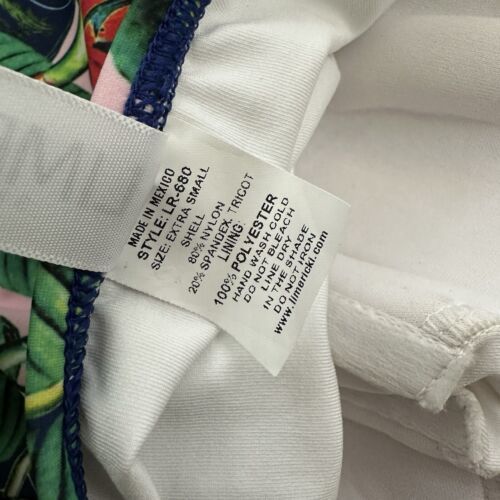 MADE IN MEXICO
STYLE: LR-680
SIZE: EXTRA SMALL
SHELL
80% NYLON
20% SPANDEX, TRICOT
LINING:
100% POLYESTER
HAND WASH COLD
DO NOT BLEACH
LINE DRY
IN THE SHADE
DO NOT IRON
www.limericki.com